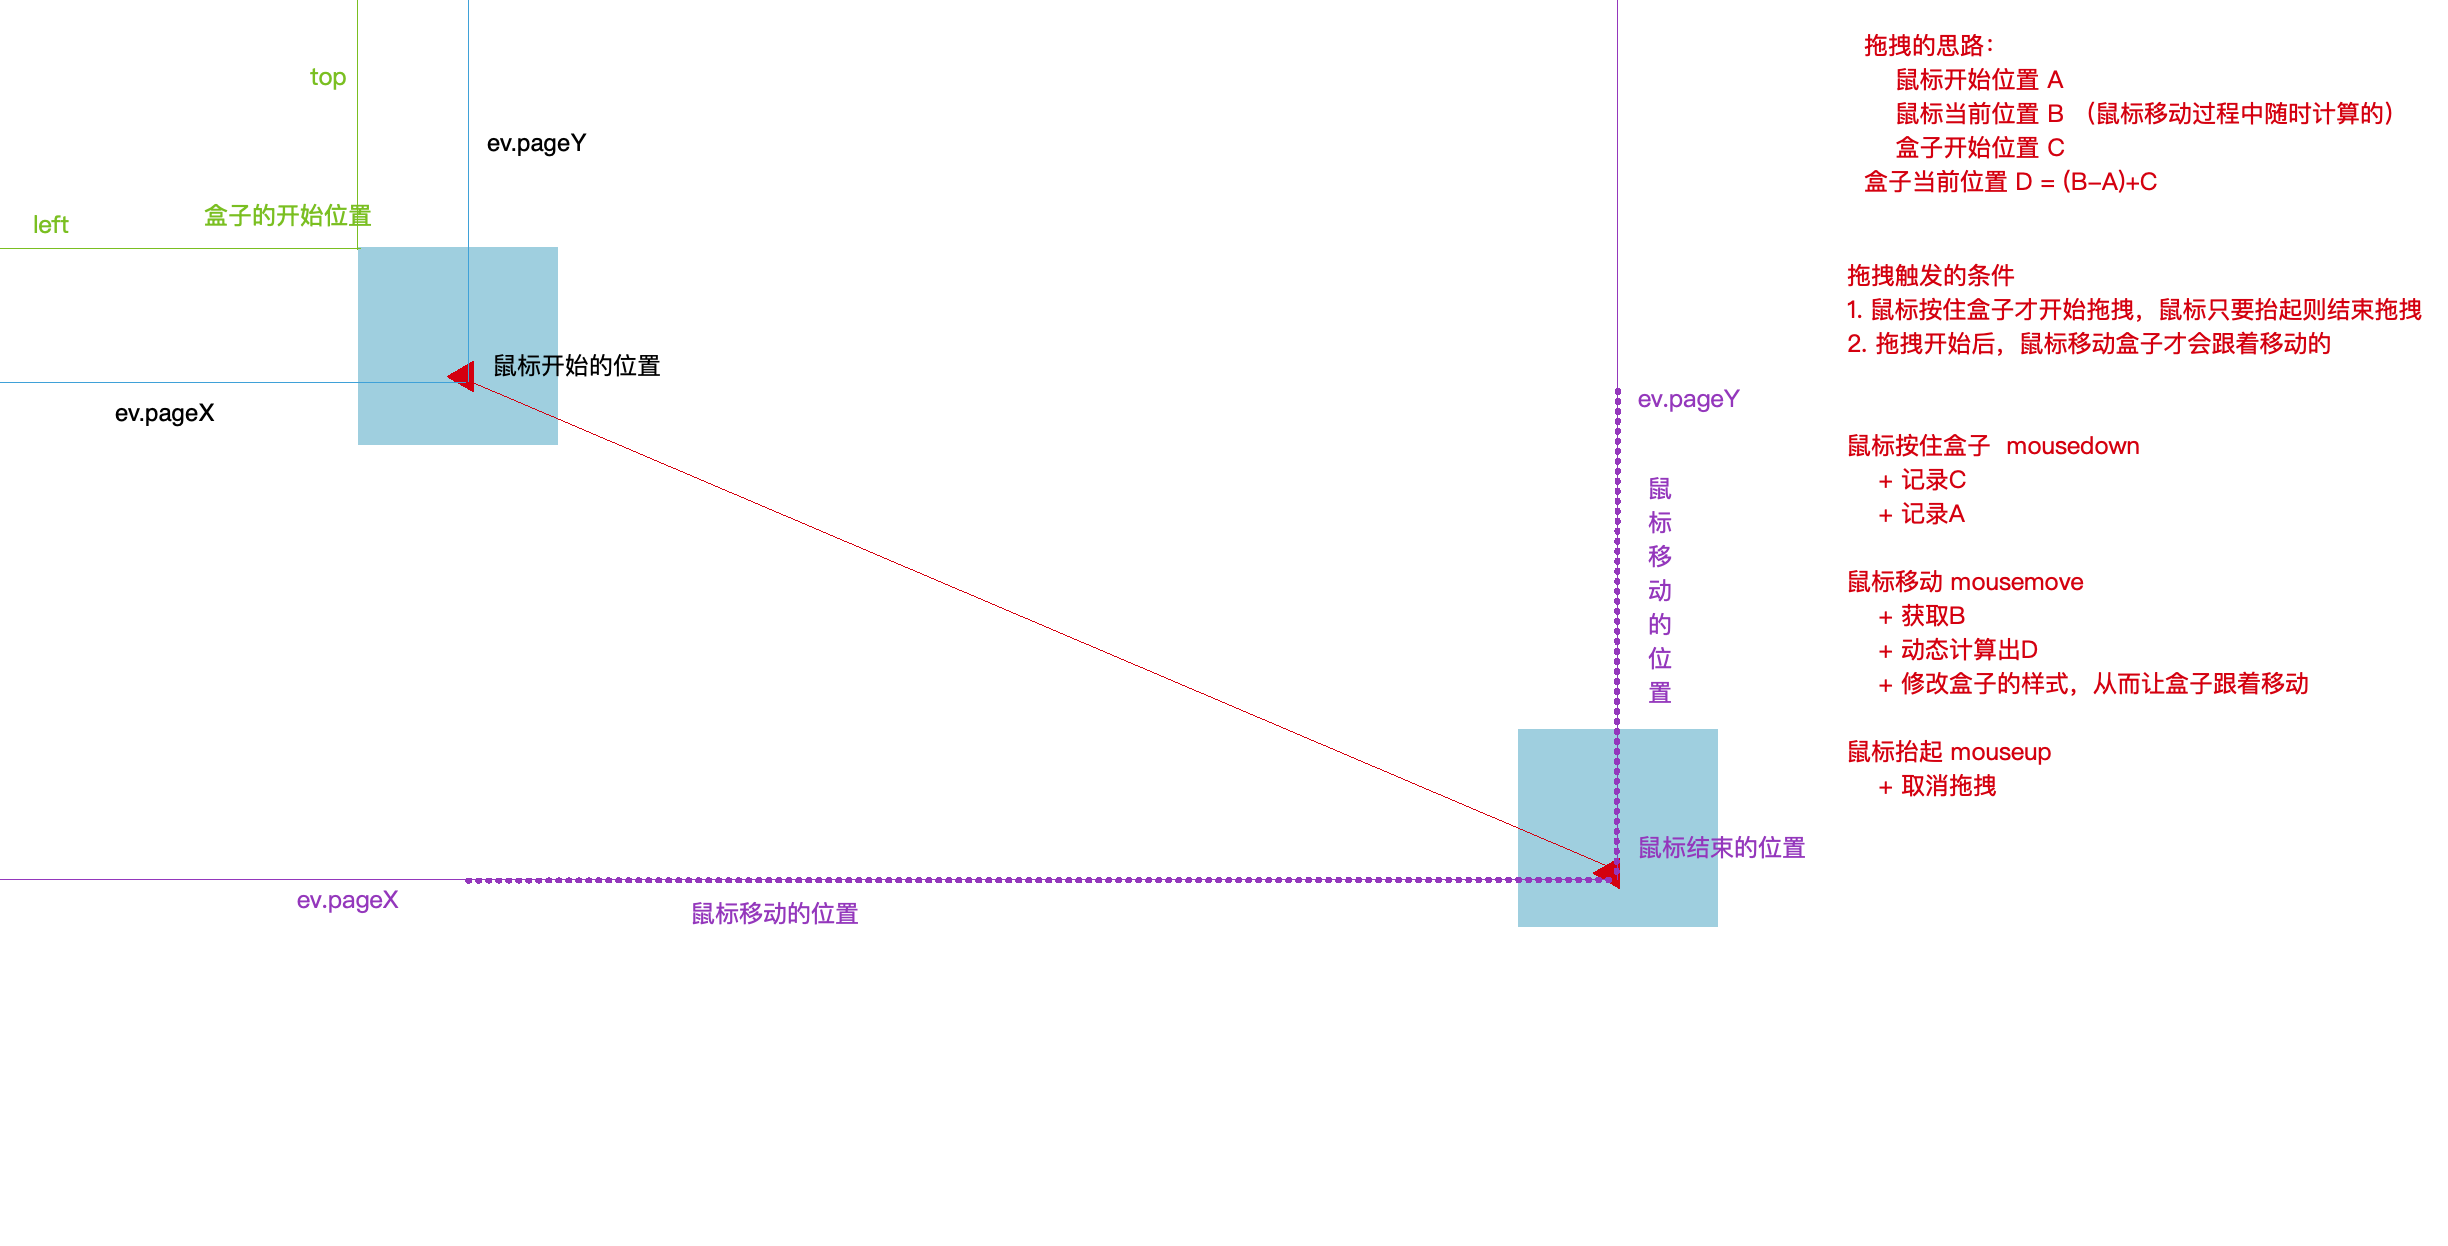 top
ev.pageY
盒子的开始位置
left
鼠标开始的位置
ev.pageX
ev.pageY
鼠标移动的位置
鼠标结束的位置
ev.pageX
鼠标移动的位置
拖拽的思路：
鼠标开始位置 A
鼠标当前位置 B （鼠标移动过程中随时计算的）
盒子开始位置 C
盒子当前位置 D = (B-A)+C
拖拽触发的条件
1. 鼠标按住盒子才开始拖拽，鼠标只要抬起则结束拖拽
2. 拖拽开始后，鼠标移动盒子才会跟着移动的
鼠标按住盒子 mousedown
+ 记录C
+ 记录A
鼠标移动 mousemove
+ 获取B
+ 动态计算出D
+ 修改盒子的样式，从而让盒子跟着移动
鼠标抬起 mouseup
+ 取消拖拽